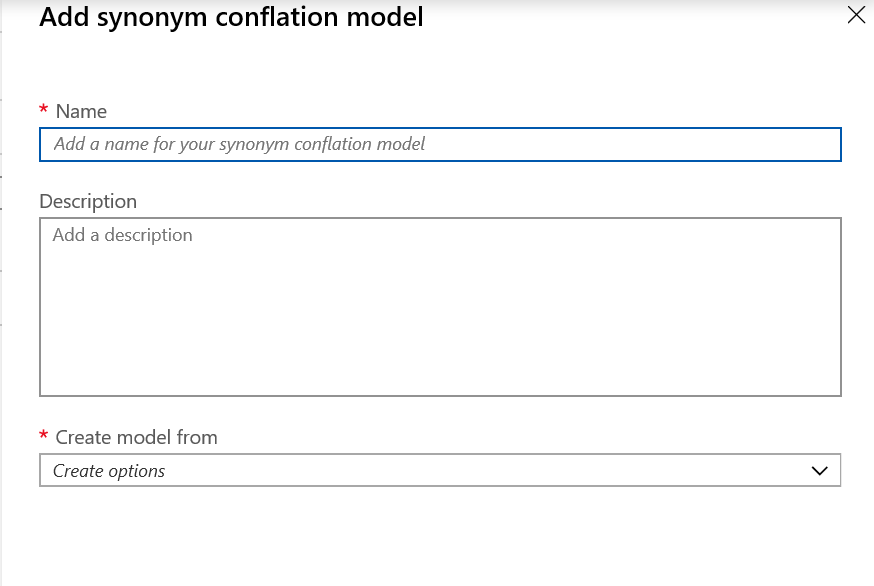 Add synonym conflation model
* Name
Add a name for your synonym conflation model
Description
Add a description
* Create model from
Create options